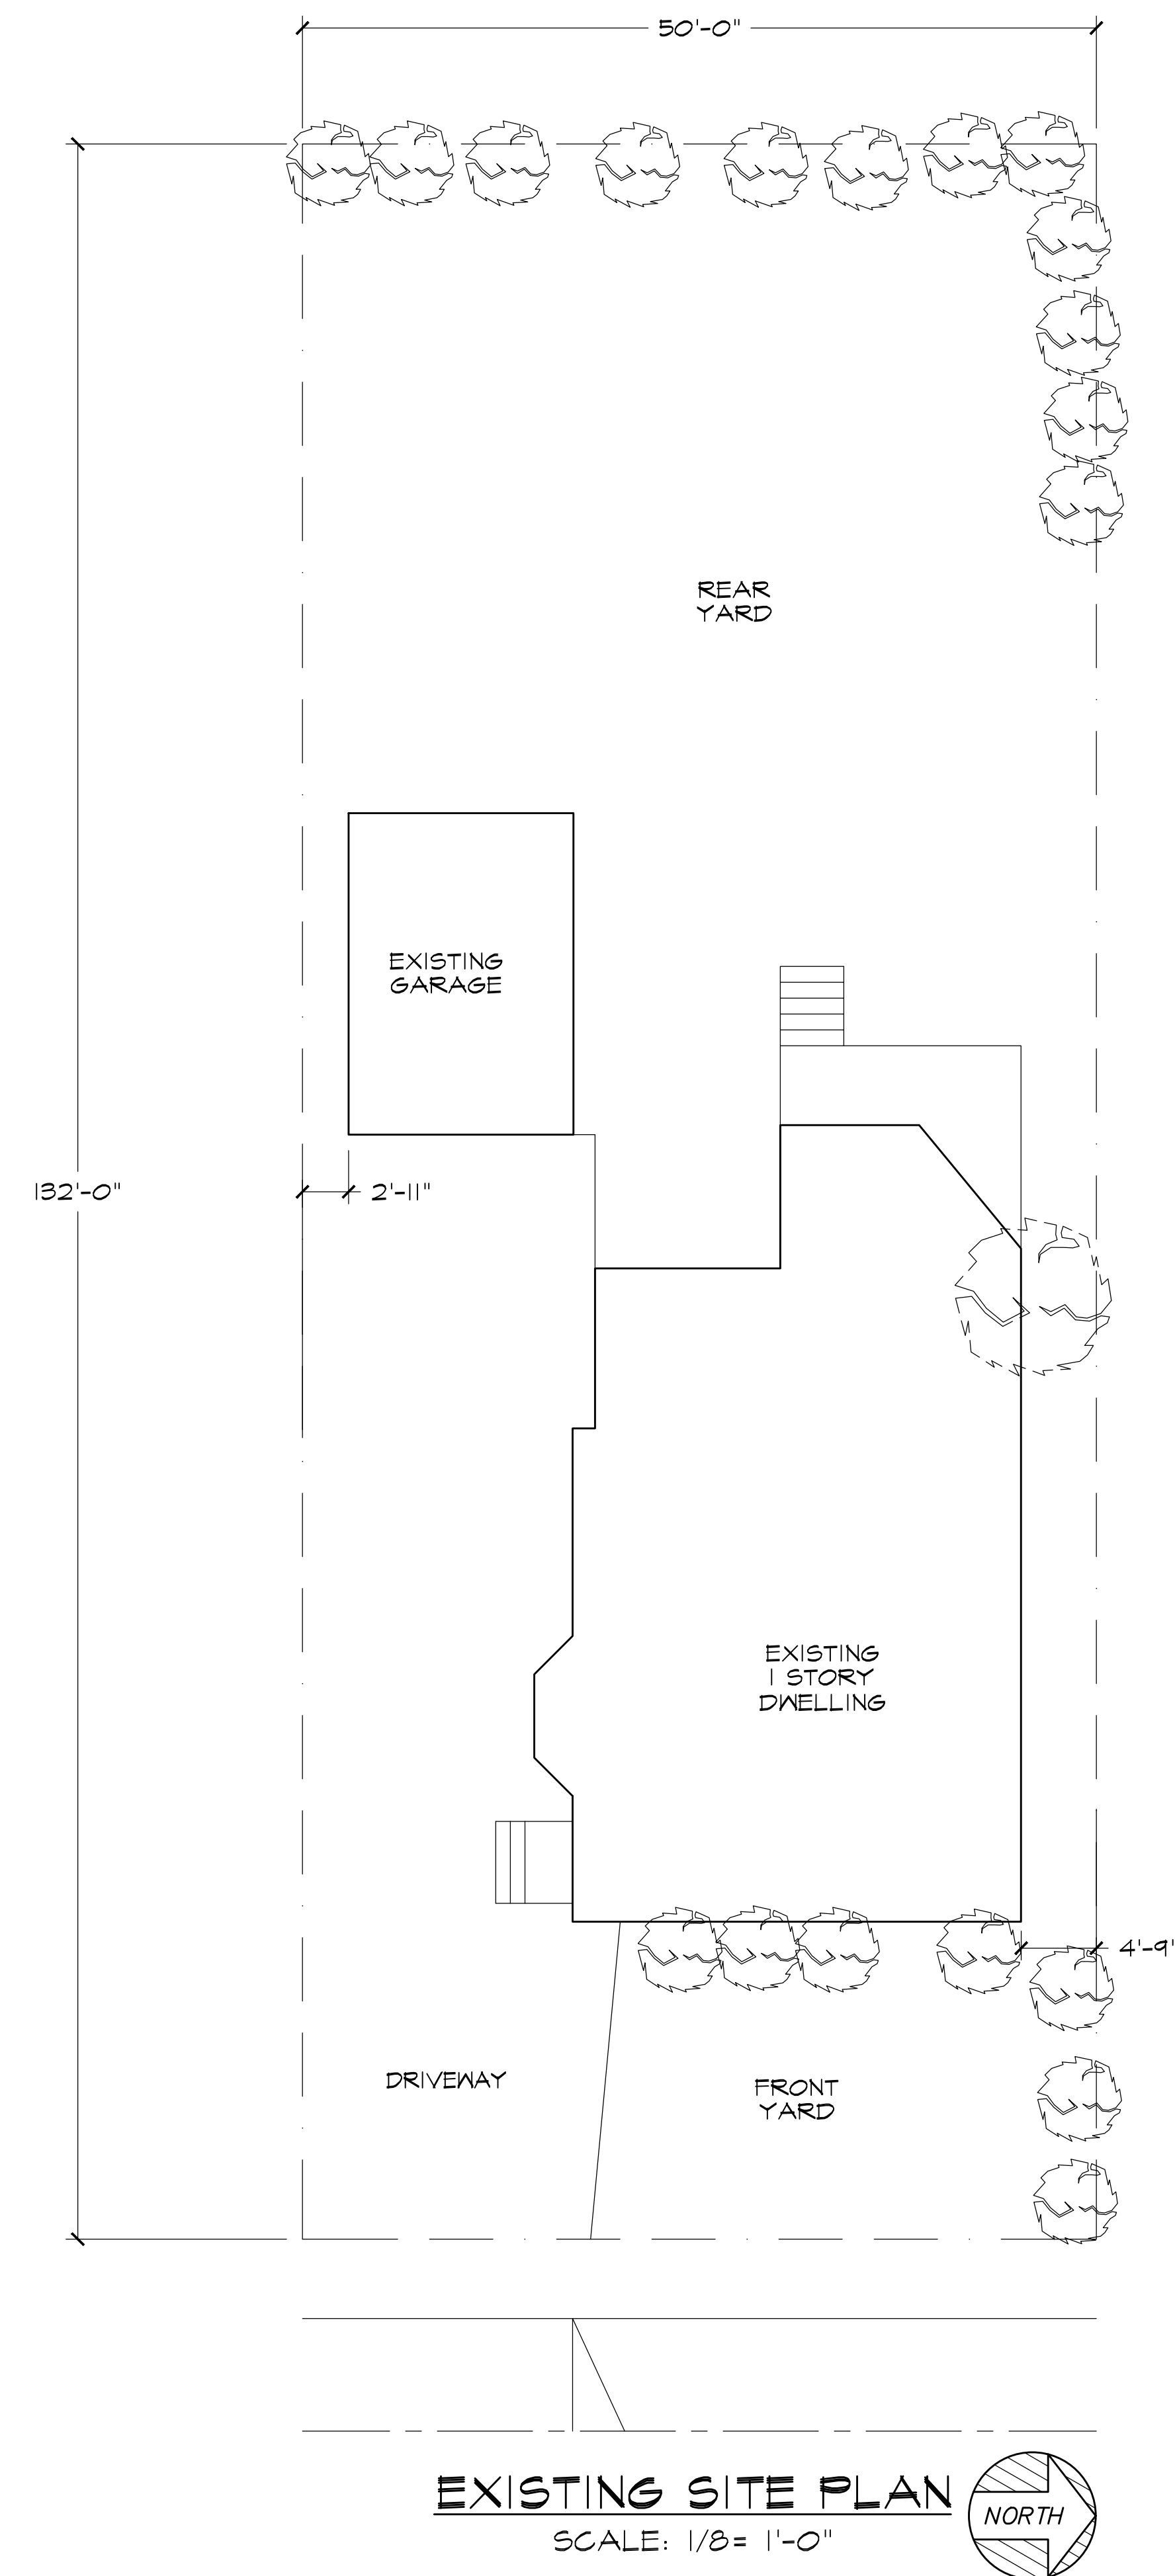 50'-0"
REAR
YARD
EXISTING
GARAGE
132'-0"
2'-11"
EXISTING
1 STORY
DWELLING
4'-9"
DRIVEWAY
FRONT
YARD
EXISTING SITE PLAN
NORTH
SCALE: 1/8= 1'-0"